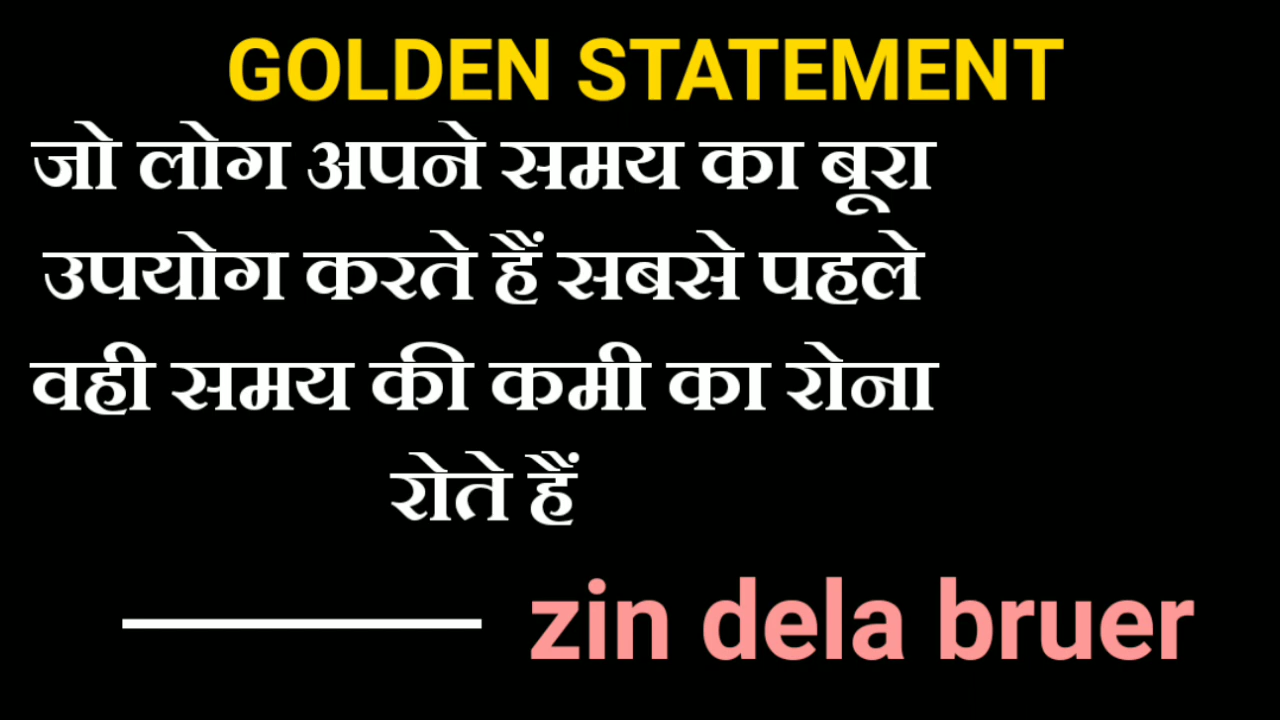 GOLDEN STATEMENT
जो लोग अपने समय का बूरा
उपयोग करते हैं सबसे पहले
वही समय की कमी का रोना
रोते हैं
zin dela bruer